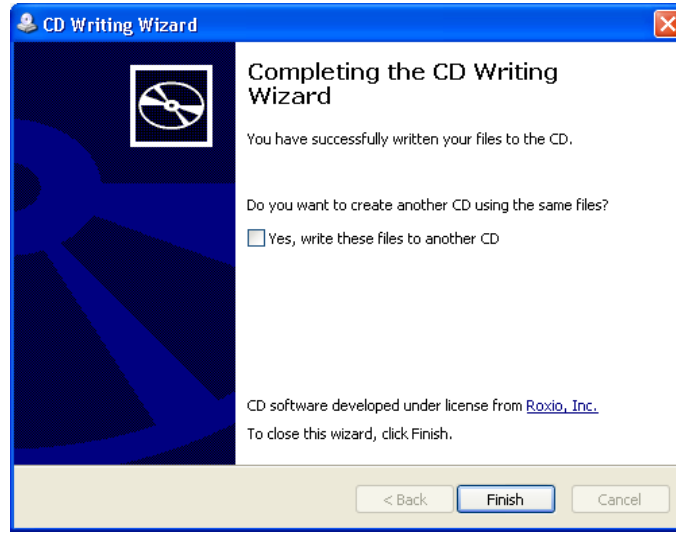 CD Writing Wizard
Completing the CD Writing
Wizard
You have successfully written your files to the CD.
Do you want to create another CD using the same files?
Yes, write these files to another CD
CD software developed under license from Roxio, Inc.
To close this wizard, click Finish.
< Back Finish Cancel